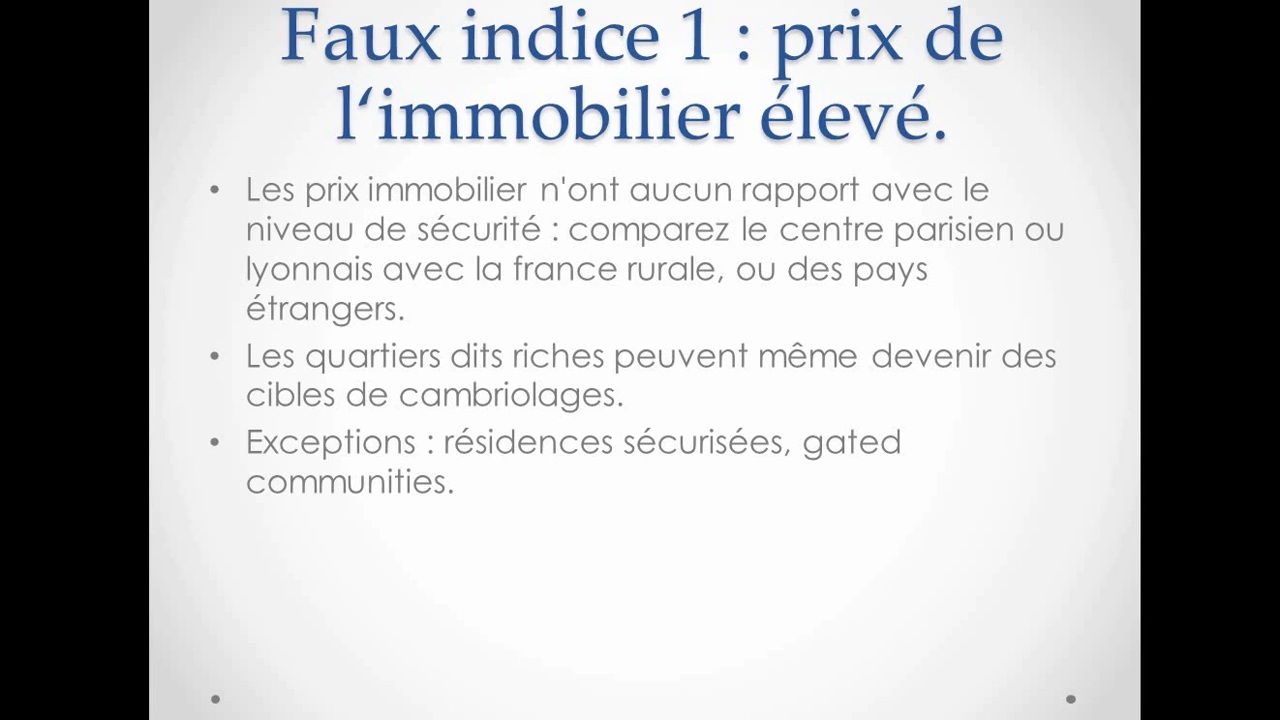 Faux indice 1 : prix de
l‘immobilier élevé.
• Les prix immobilier n'ont aucun rapport avec le
niveau de sécurité : comparez le centre parisien ou
lyonnais avec la france rurale, ou des pays
étrangers.
• Les quartiers dits riches peuvent même devenir des
cibles de cambriolages.
• Exceptions : résidences sécurisées, gated
communities.